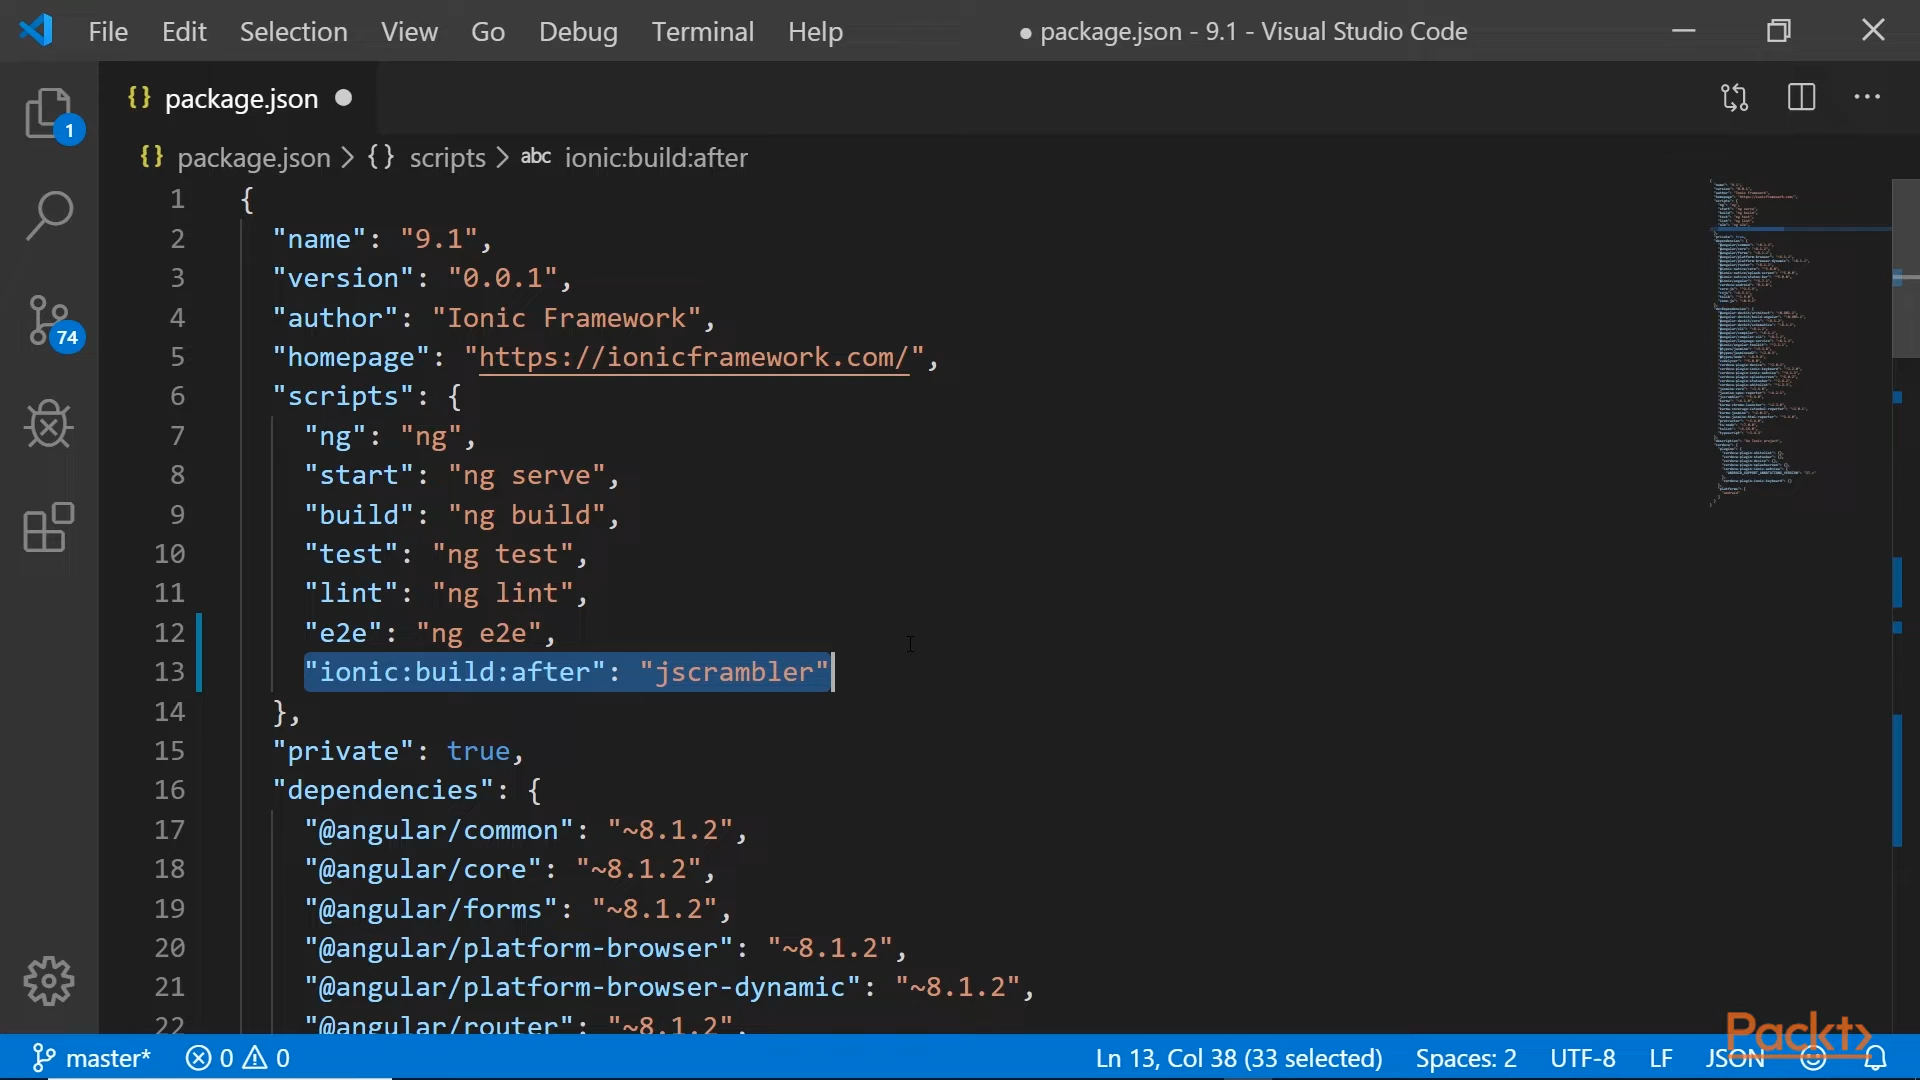 File Edit Selection View Go Debug Terminal Help ● package.json - 9.1 - Visual Studio Code
{} package.json ●
{} package.json > {} scripts > abc ionic:build:after
1
74
1 {
2 "name": "9.1",
3 "version": "0.0.1",
4 "author": "Ionic Framework",
5 "homepage": "https://ionicframework.com/",
6 "scripts": {
7 "ng": "ng",
8 "start": "ng serve",
9 "build": "ng build",
10 "test": "ng test",
11 "lint": "ng lint",
12 "e2e": "ng e2e",
13 "ionic:build:after": "jscrambler"
14 },
15 "private": true,
16 "dependencies": {
17 "@angular/common": "~8.1.2",
18 "@angular/core": "~8.1.2",
19 "@angular/forms": "~8.1.2",
20 "@angular/platform-browser": "~8.1.2",
21 "@angular/platform-browser-dynamic": "~8.1.2",
22 "@angular/router": "~8.1.2",
Packt>
master* 0 0 Ln 13, Col 38 (33 selected) Spaces: 2 UTF-8 LF JSON